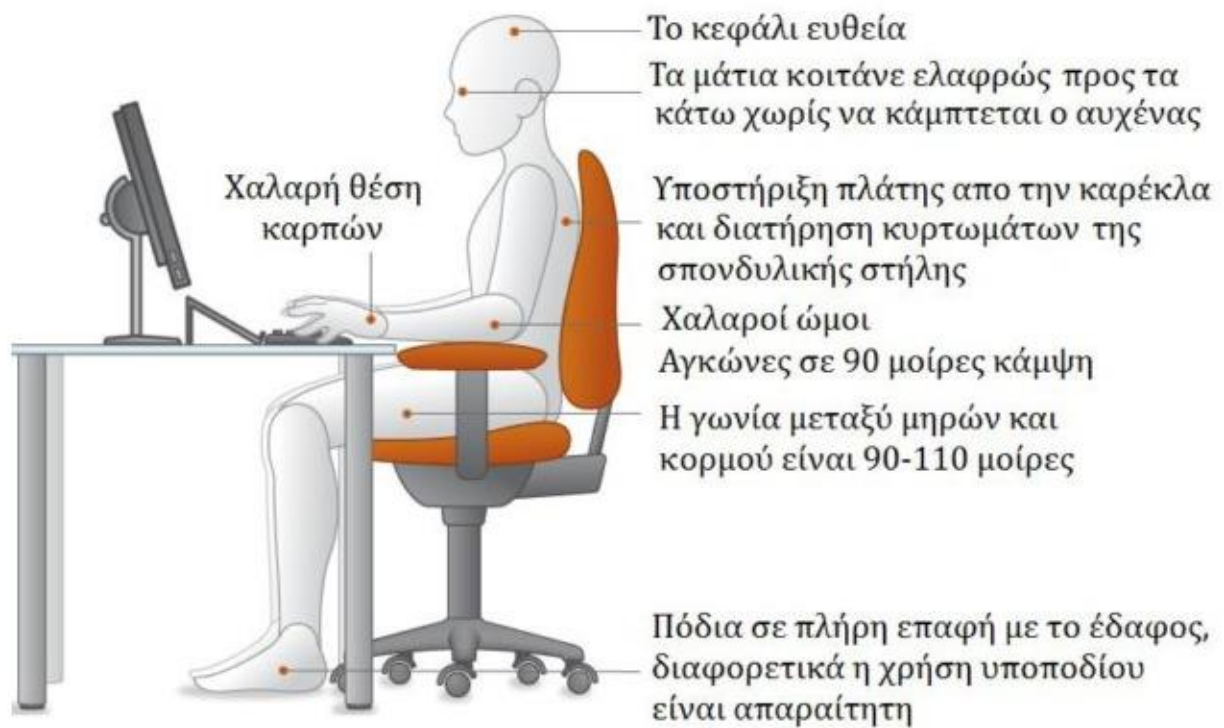 Το κεφάλι ευθεία
Τα μάτια κοιτάνε ελαφρώς προς τα
κάτω χωρίς να κάμπτεται ο αυχένας
Χαλαρή θέση
καρπών
Υποστήριξη πλάτης απο την καρέκλα
και διατήρηση κυρτωμάτων της
σπονδυλικής στήλης
Χαλαροί ώμοι
Αγκώνες σε 90 μοίρες κάμψη
Η γωνία μεταξύ μηρών και
κορμού είναι 90-110 μοίρες
Πόδια σε πλήρη επαφή με το έδαφος,
διαφορετικά η χρήση υποποδίου
είναι απαραίτητη